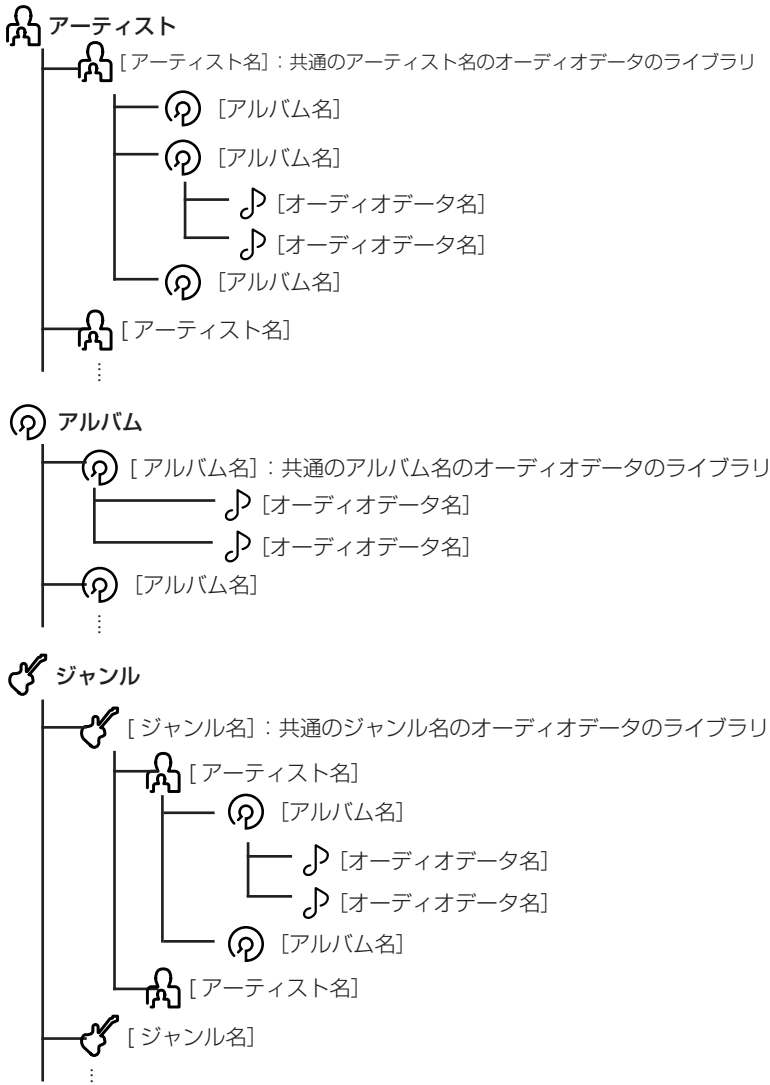 アーティスト
[アーティスト名]：共通のアーティスト名のオーディオデータのライブラリ
[アルバム名]
[アルバム名]
[オーディオデータ名]
[オーディオデータ名]
[アルバム名]
[アーティスト名]
....
アルバム
[アルバム名]：共通のアルバム名のオーディオデータのライブラリ
[オーディオデータ名]
[オーディオデータ名]
[アルバム名]
....
ジャンル
[ジャンル名]：共通のジャンル名のオーディオデータのライブラリ
[アーティスト名]
[アルバム名]
[オーディオデータ名]
[オーディオデータ名]
[アルバム名]
[アーティスト名]
[ジャンル名]
...